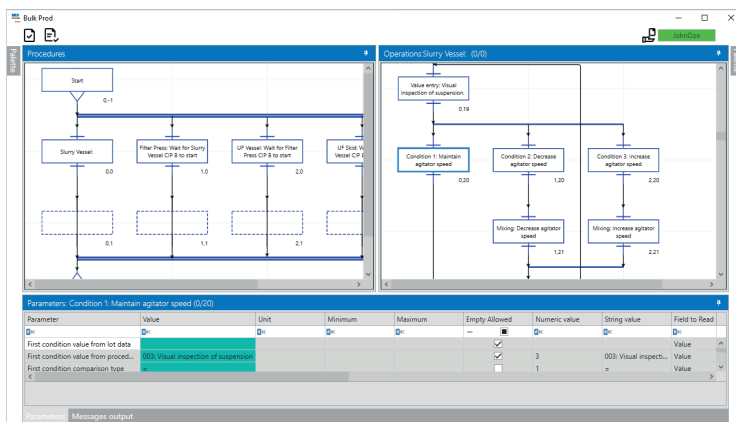 Bulk Prod
JohnDoe
Palette
Procedures
Start
0,-1
Slurry Vessel:
0,0
Filter Press: Wait for Slurry
Vessel CIP B to start
1,0
UF Vessel: Wait for Filter
Press CIP B to start
2,0
UF Skid: W
Vessel CIP B
0,1
1,1
2,1
Operations:Slurry Vessel: (0/0)
Value entry: Visual
inspection of suspension.
0,19
Condition 1: Maintain
agitator speed
0,20
Condition 2: Decrease
agitator speed
1,20
Condition 3: Increase
agitator speed
2,20
Mixing: Decrease agitator
speed
1,21
Mixing: Increase agitator
speed
2,21
Parameters: Condition 1: Maintain agitator speed (0/20)
Parameter Value Unit Minimum Maximum Empty Allowed Numeric value String value Field to Read
First condition value from lot data Value
First condition value from proced... 003: Visual inspection of suspension 3 003: Visual inspecti... Value
First condition comparison type = 1 = Value
Parameters Messages output